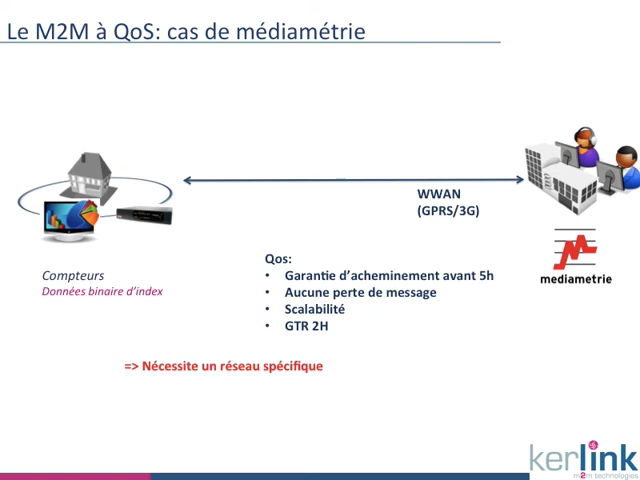 Le M2M à QoS: cas de médiamétrie
WWAN
(GPRS/3G)
Qos:
• Garantie d'acheminement avant 5h
• Aucune perte de message
• Scalabilité
• GTR 2H
Compteurs
Données binaire d'index
mediametrie
=> Nécessite un réseau spécifique
kerlink
m2m technologies